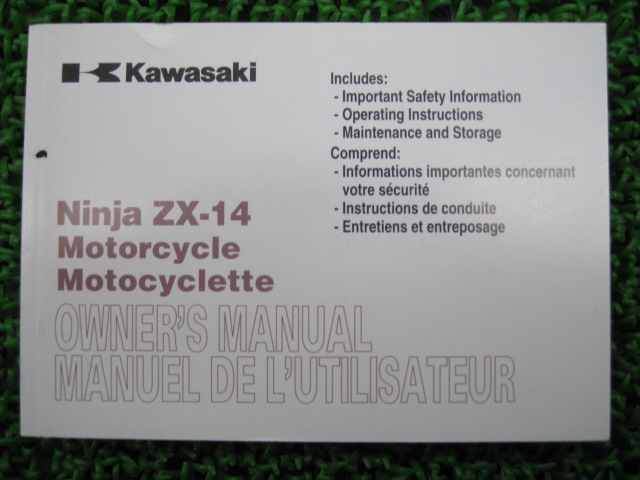 Kawasaki
Includes:
- Important Safety Information
- Operating Instructions
- Maintenance and Storage
Comprend:
- Informations importantes concernant
votre sécurité
- Instructions de conduite
- Entretiens et entreposage
Ninja ZX-14
Motorcycle
Motocyclette
OWNER'S MANUAL
MANUEL DE L'UTILISATEUR